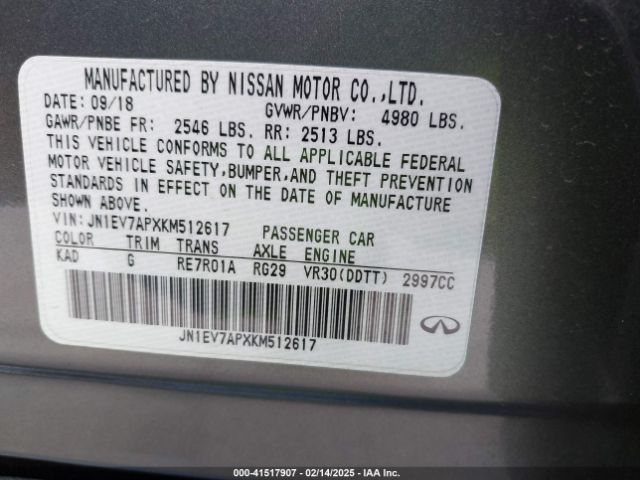 MANUFACTURED BY NISSAN MOTOR CO.,LTD.
DATE: 09/18 GVWR/PNBV: 4980 LBS.
GAWR/PNBE FR: 2546 LBS. RR: 2513 LBS.
THIS VEHICLE CONFORMS TO ALL APPLICABLE FEDERAL
MOTOR VEHICLE SAFETY,BUMPER,AND THEFT PREVENTION
STANDARDS IN EFFECT ON THE DATE OF MANUFACTURE
SHOWN ABOVE.
VIN: JN1EV7APXKM512617 PASSENGER CAR
COLOR TRIM TRANS AXLE ENGINE
KAD G RE7R01A RG29 VR30(DDTT) 2997CC
JN1EV7APXKM512617
000-41517907 - 02/14/2025 - IAA Inc.